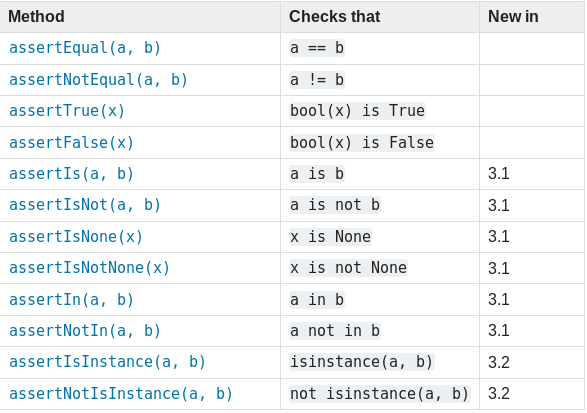 Method Checks that New in
assertEqual(a, b) a == b
assertNotEqual(a, b) a != b
assertTrue(x) bool(x) is True
assertFalse(x) bool(x) is False
assertIs(a, b) a is b 3.1
assertIsNot(a, b) a is not b 3.1
assertIsNone(x) x is None 3.1
assertIsNotNone(x) x is not None 3.1
assertIn(a, b) a in b 3.1
assertNotIn(a, b) a not in b 3.1
assertIsInstance(a, b) isinstance(a, b) 3.2
assertNotIsInstance(a, b) not isinstance(a, b) 3.2